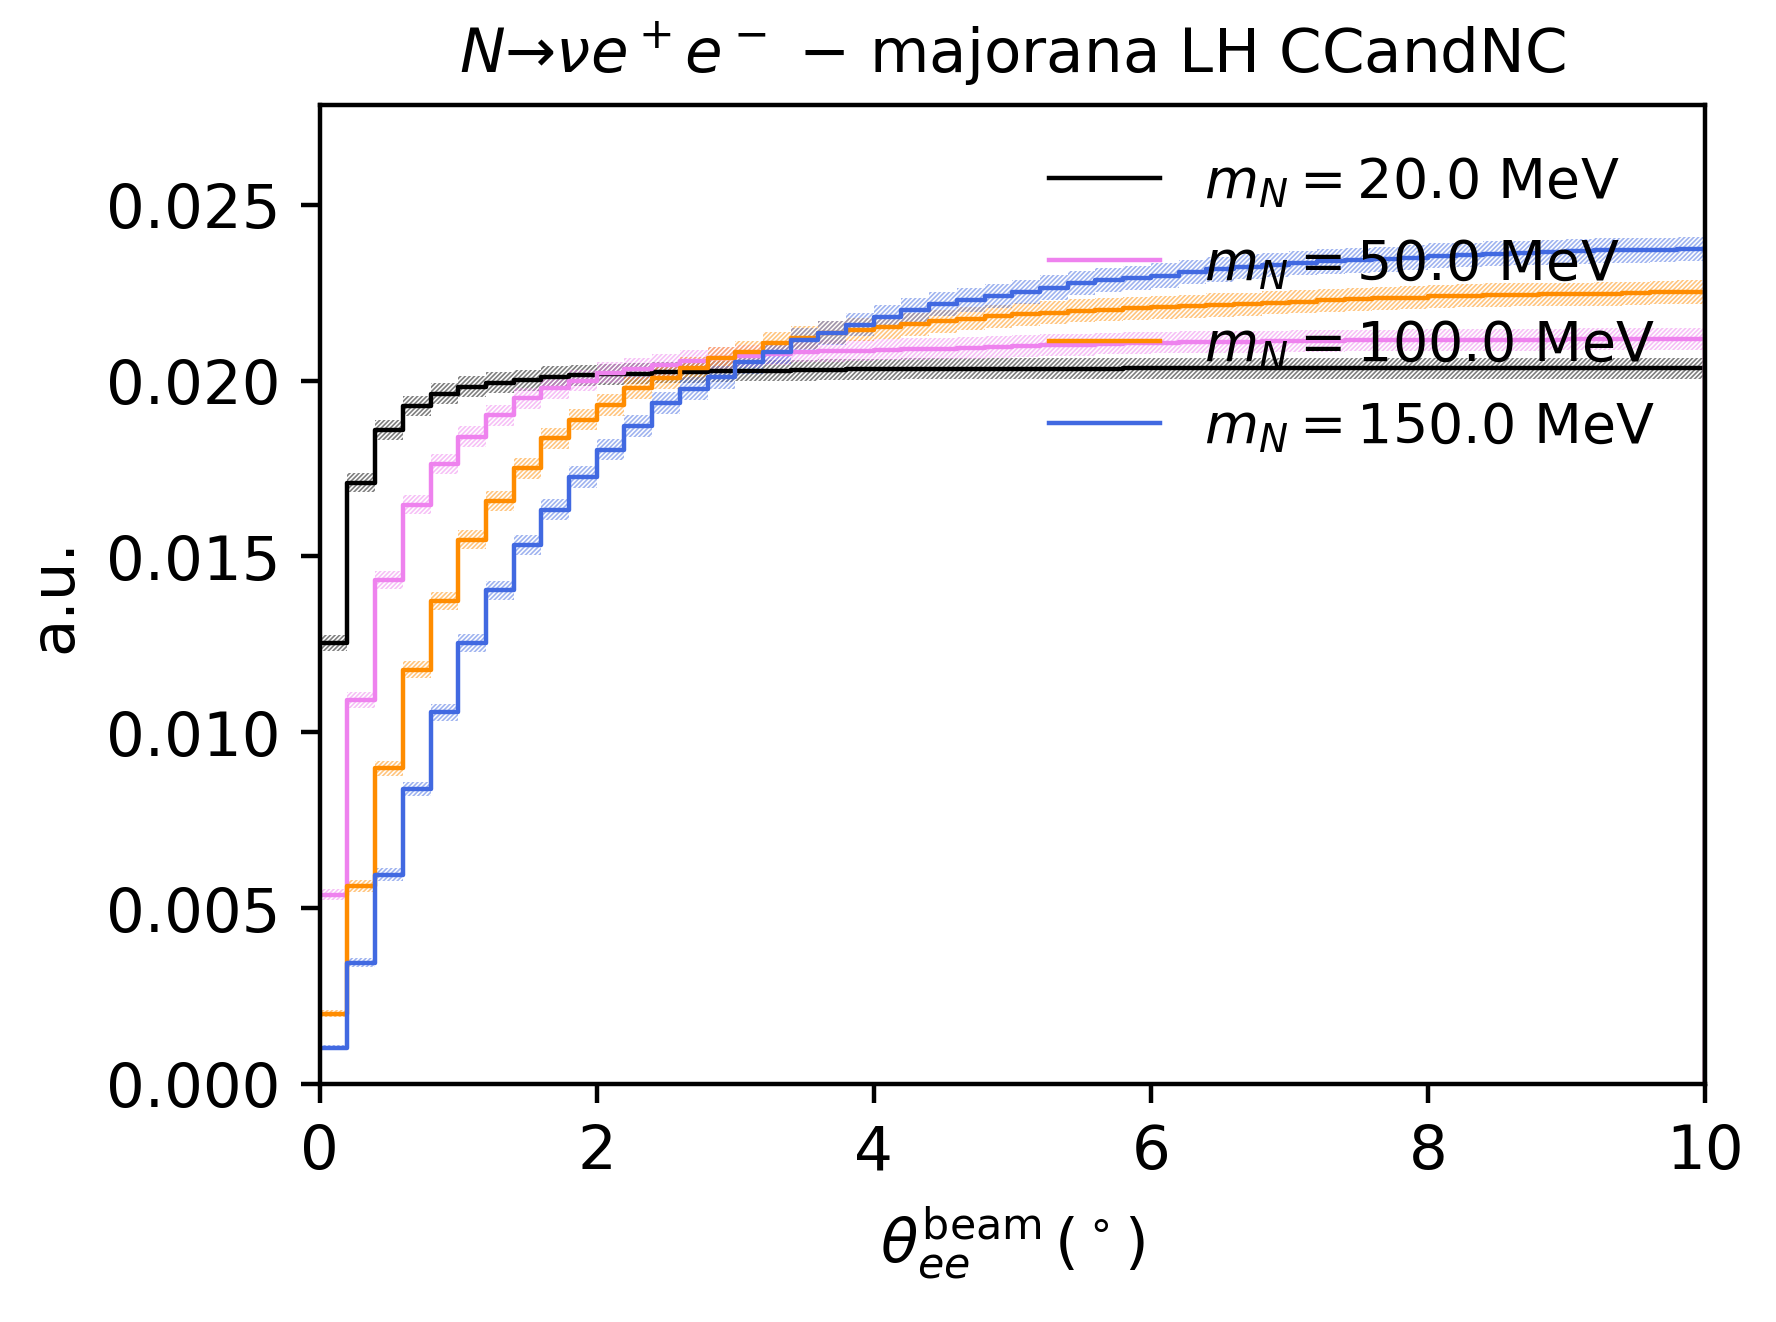 N→νe⁺e⁻ − majorana LH CCandNC
a.u.
0.025
0.020
0.015
0.010
0.005
0.000
m_N = 20.0 MeV
m_N = 50.0 MeV
m_N = 100.0 MeV
m_N = 150.0 MeV
0 2 4 6 8 10
θ_ee^beam (°)